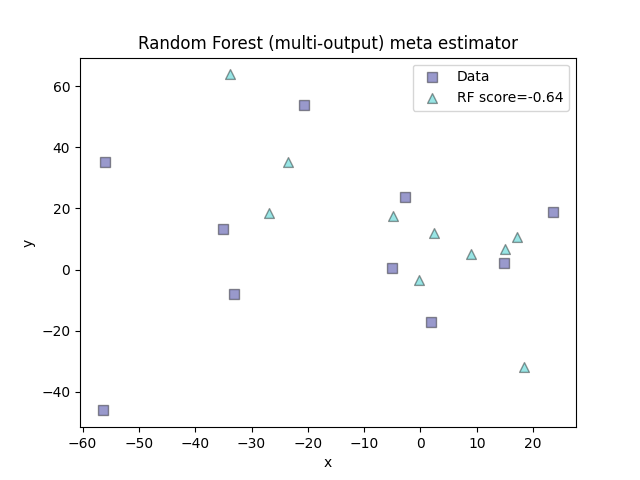 Random Forest (multi-output) meta estimator
Data
RF score=-0.64
60
40
20
0
−20
−40
y
−60 −50 −40 −30 −20 −10 0 10 20
x